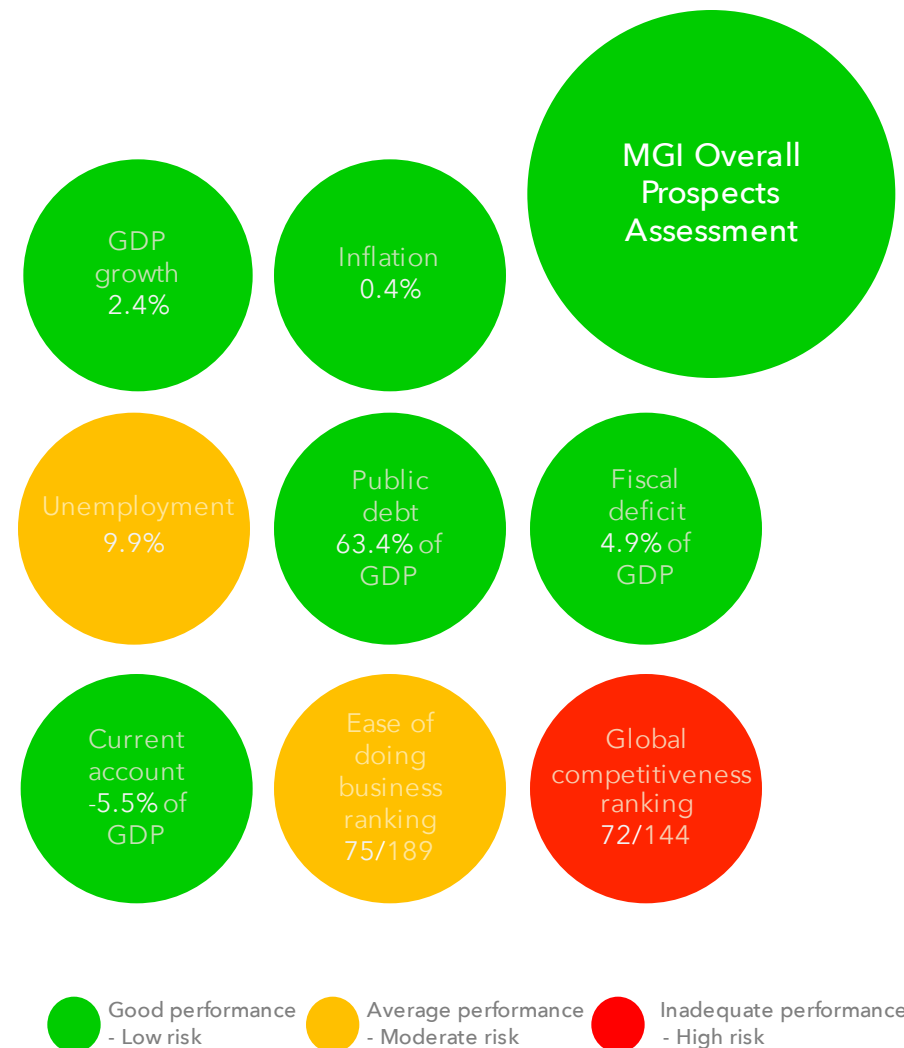 MGI Overall
Prospects
Assessment
GDP
growth
2.4%
Inflation
0.4%
Unemployment
9.9%
Public
debt
63.4% of
GDP
Fiscal
deficit
4.9% of
GDP
Current
account
-5.5% of
GDP
Ease of
doing
business
ranking
75/189
Global
competitiveness
ranking
72/144
Good performance
- Low risk
Average performance
- Moderate risk
Inadequate performance
- High risk